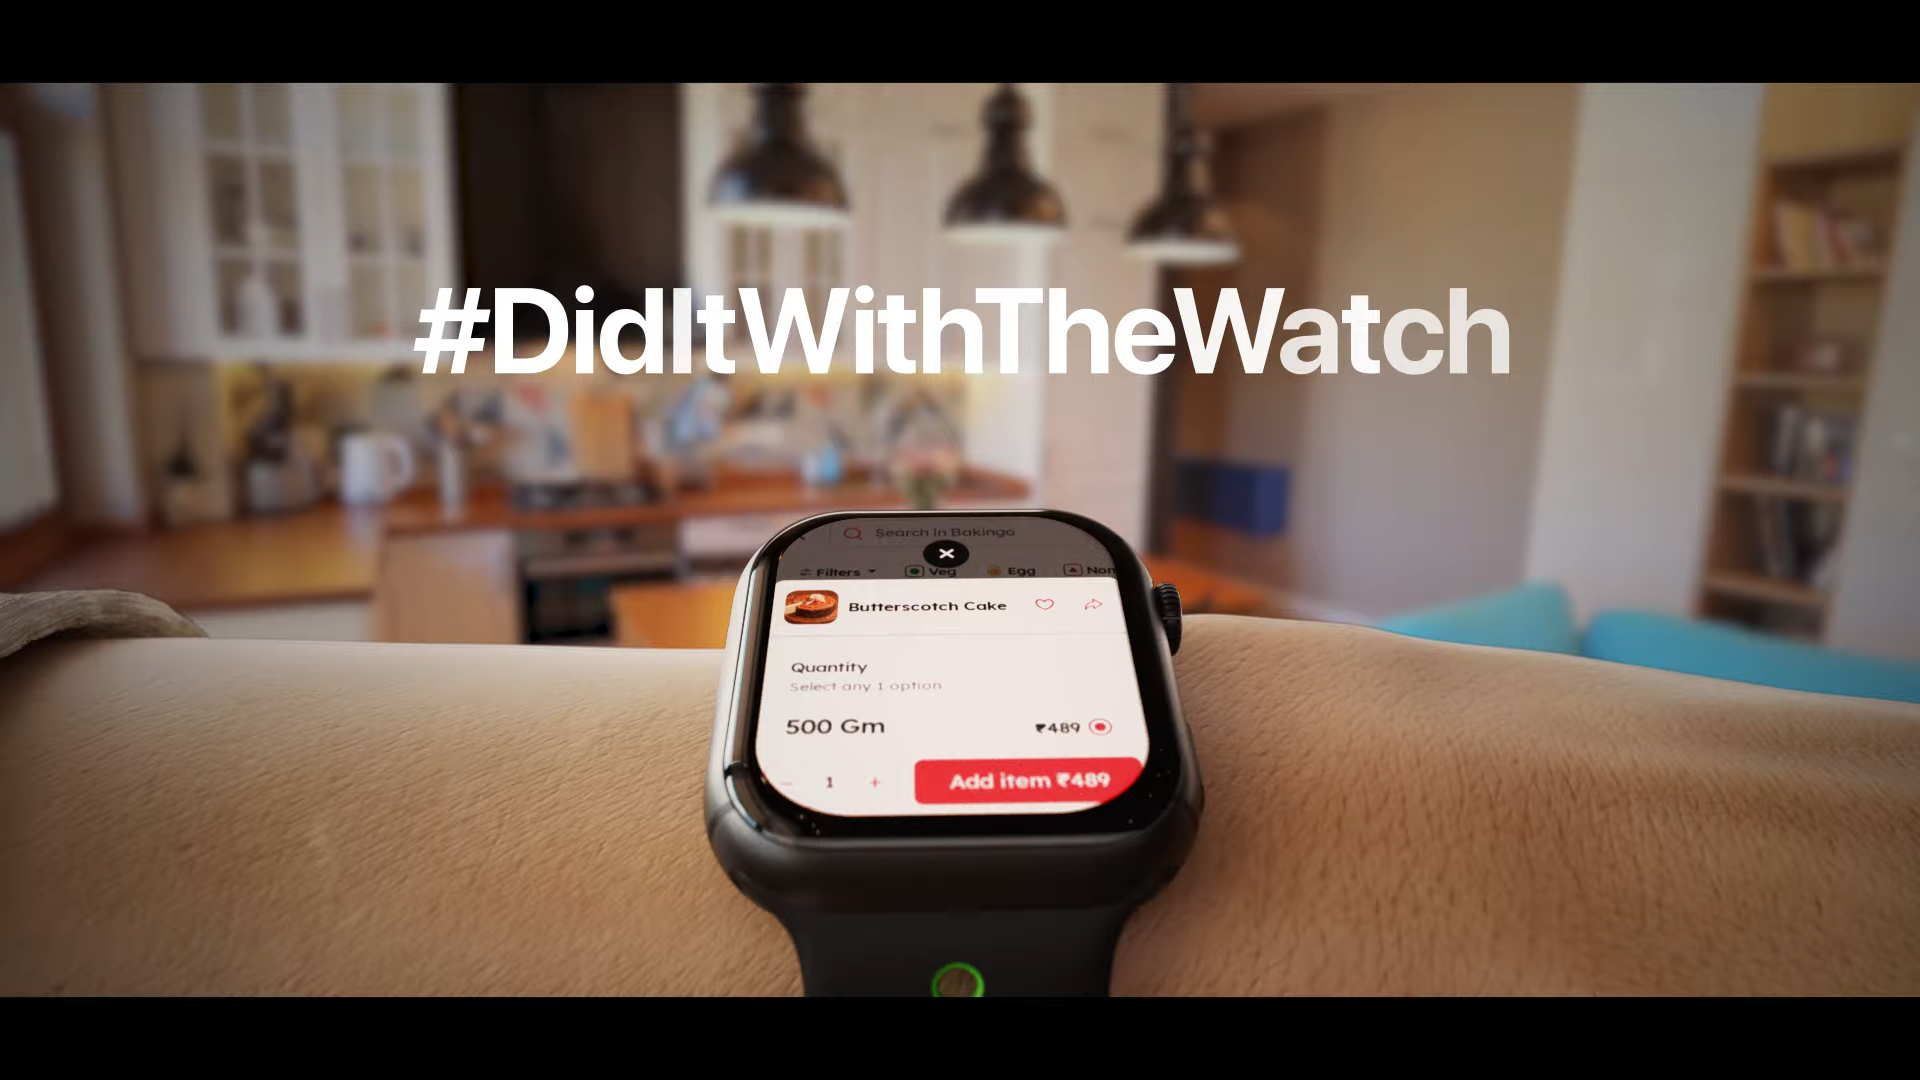 #DidItWithTheWatch
Search in Bakingo
Filters Veg Egg Non
Butterscotch Cake
Quantity
Select any 1 option
500 Gm ₹489
- 1 + Add item ₹489